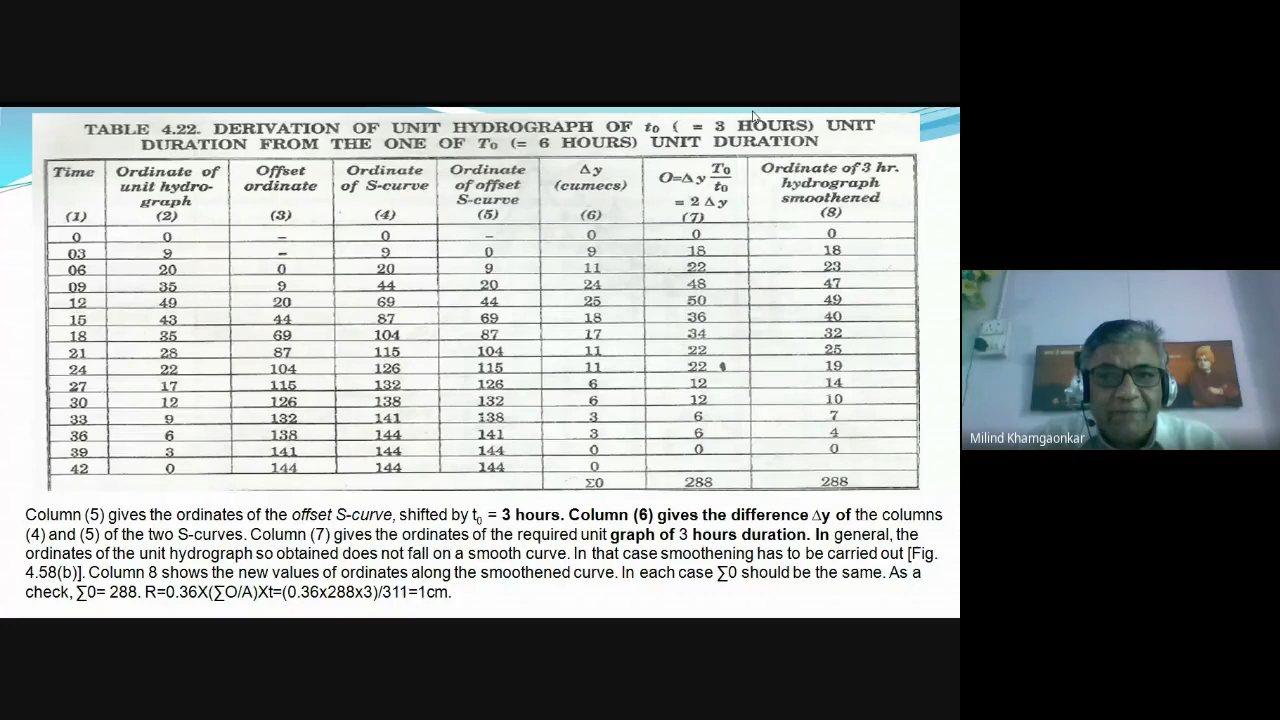 TABLE 4.22. DERIVATION OF UNIT HYDROGRAPH OF to ( = 3 HOURS) UNIT
DURATION FROM THE ONE OF To (= 6 HOURS) UNIT DURATION
Time Ordinate of Offset Ordinate Ordinate Δy O=Δy To/to Ordinate of 3 hr.
unit hydro- ordinate of S-curve of offset (cumecs) = 2 Δy hydrograph
graph S-curve smoothened
(1) (2) (3) (4) (5) (6) (7) (8)
0 0 – 0 – 0 0 0
03 9 – 9 0 9 18 18
06 20 0 20 9 11 22 23
09 35 9 44 20 24 48 47
12 49 20 69 44 25 50 49
15 43 44 87 69 18 36 40
18 35 69 104 87 17 34 32
21 28 87 115 104 11 22 25
24 22 104 126 115 11 22 19
27 17 115 132 126 6 12 14
30 12 126 138 132 6 12 10
33 9 132 141 138 3 6 7
36 6 138 144 141 3 6 4
39 3 141 144 144 0 0 0
42 0 144 144 144 0
Σ0 288 288
Column (5) gives the ordinates of the offset S-curve, shifted by t0 = 3 hours. Column (6) gives the difference Δy of the columns
(4) and (5) of the two S-curves. Column (7) gives the ordinates of the required unit graph of 3 hours duration. In general, the
ordinates of the unit hydrograph so obtained does not fall on a smooth curve. In that case smoothening has to be carried out [Fig.
4.58(b)]. Column 8 shows the new values of ordinates along the smoothened curve. In each case ∑0 should be the same. As a
check, ∑0= 288. R=0.36X(∑O/A)Xt=(0.36x288x3)/311=1cm.
Milind Khamgaonkar